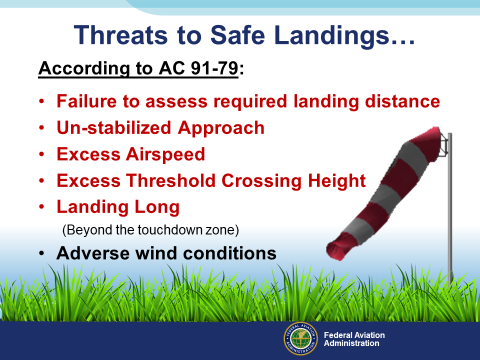 Threats to Safe Landings…
According to AC 91-79:
• Failure to assess required landing distance
• Un-stabilized Approach
• Excess Airspeed
• Excess Threshold Crossing Height
• Landing Long
(Beyond the touchdown zone)
• Adverse wind conditions
Federal Aviation
Administration